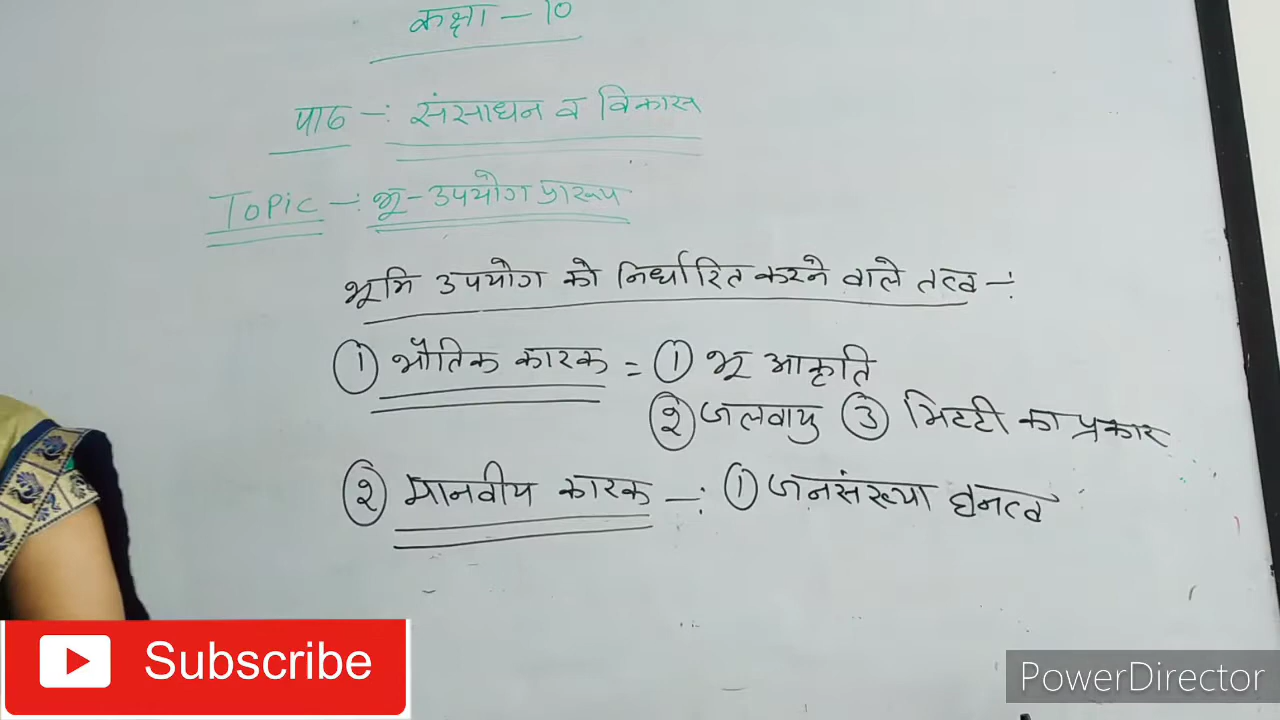 कक्षा - 10
पाठ -: संसाधन व विकास
Topic -: भू-उपयोग प्रारूप
भूमि उपयोग को निर्धारित करने वाले तत्व -:
① भौतिक कारक = ① भू आकृति
② जलवायु ③ मिटटी का प्रकार
② मानवीय कारक -: ① जनसंख्या घनत्व
Subscribe
PowerDirector